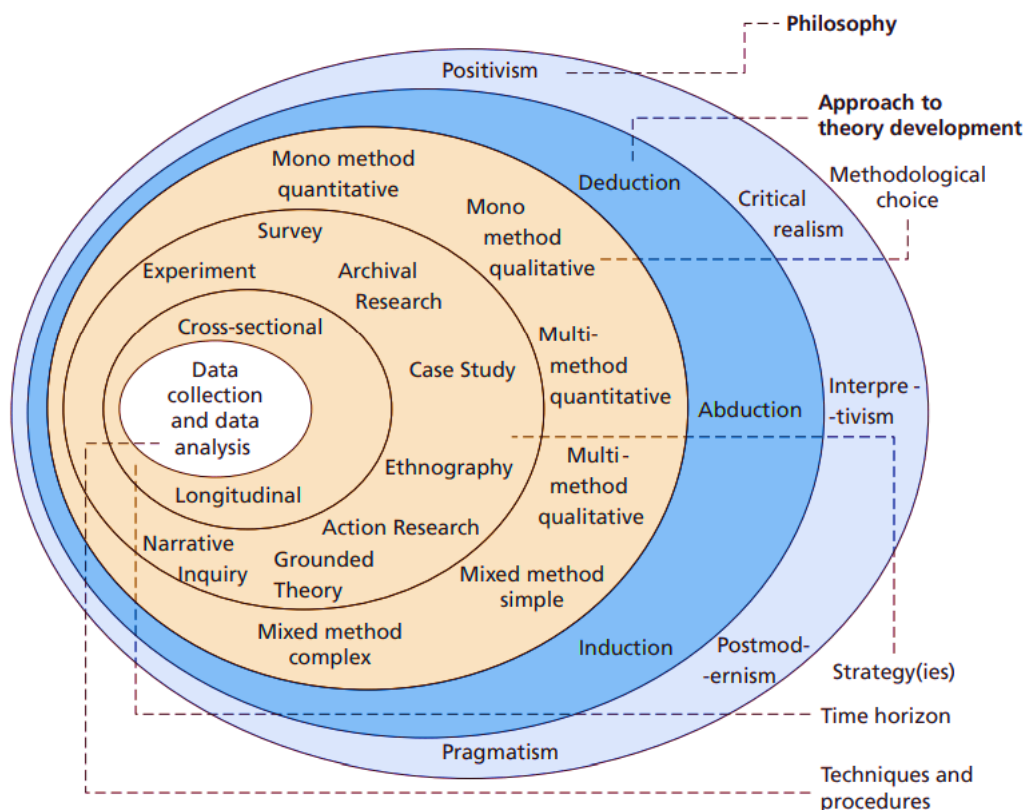 Philosophy
Positivism
Approach to
theory development
Mono method
quantitative
Deduction
Methodological
choice
Critical
realism
Mono
method
qualitative
Survey
Experiment
Archival
Research
Cross-sectional
Multi-
method
quantitative
Data
collection
and data
analysis
Case Study
Abduction
Interpre -
-tivism
Ethnography
Multi -
method
qualitative
Longitudinal
Action Research
Narrative
Inquiry
Grounded
Theory
Mixed method
simple
Mixed method
complex
Induction
Postmod-
-ernism
Strategy(ies)
Time horizon
Pragmatism
Techniques and
procedures